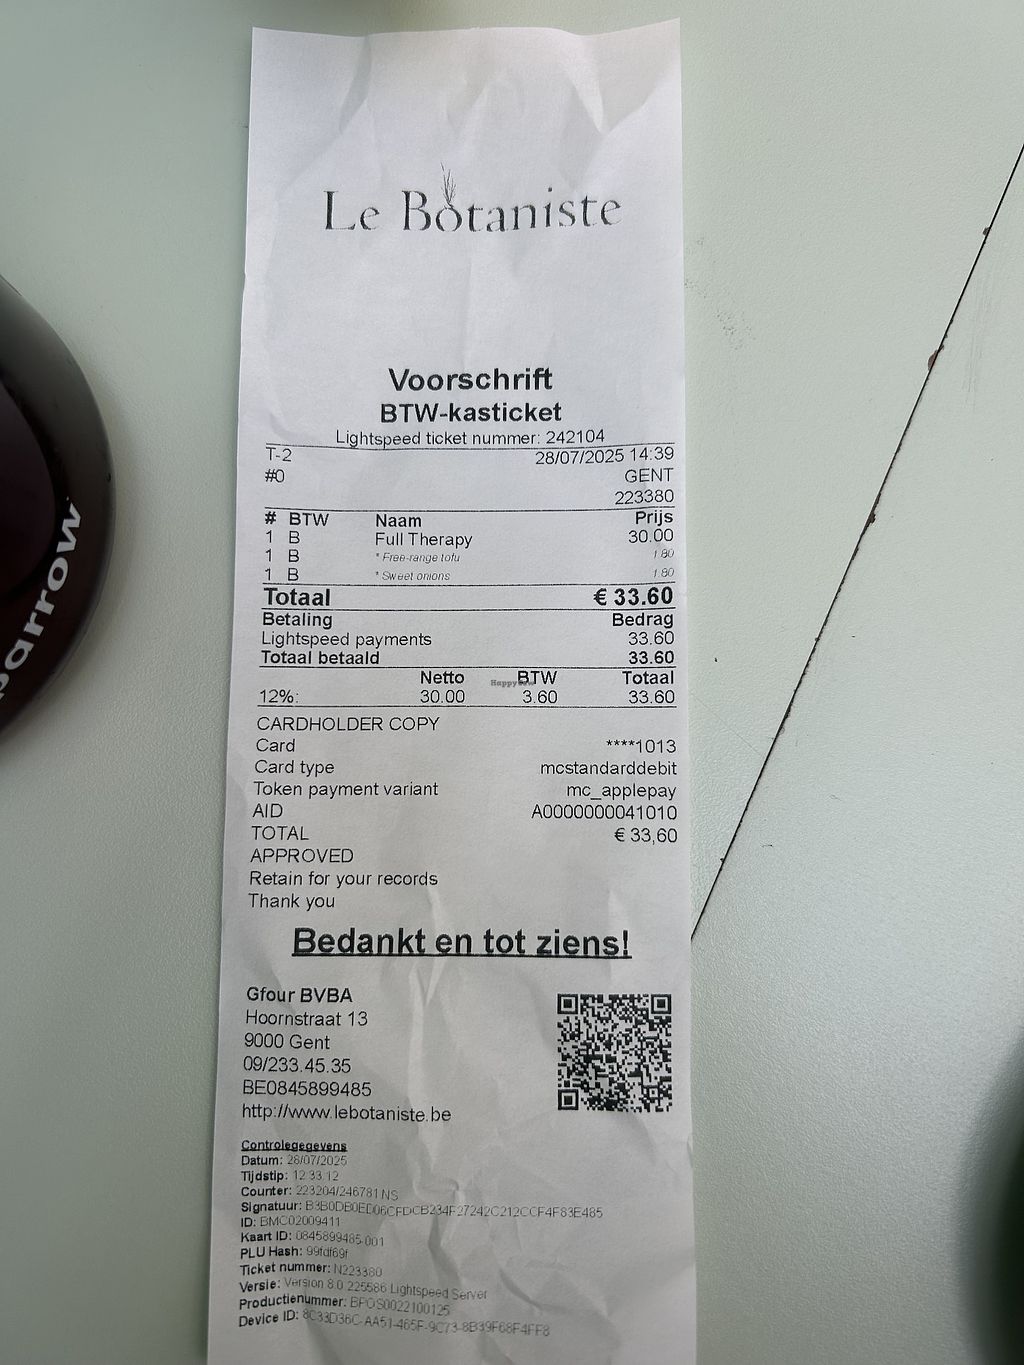 Le Botaniste
Voorschrift
BTW-kasticket
Lightspeed ticket nummer: 242104
T-2 28/07/2025 14:39
#0 GENT
223380
# BTW Naam Prijs
1 B Full Therapy 30.00
1 B * Free-range tofu 1.80
1 B * Sweet onions 1.80
Totaal € 33.60
Betaling Bedrag
Lightspeed payments 33.60
Totaal betaald 33.60
Netto BTW Totaal
12%: 30.00 3.60 33.60
CARDHOLDER COPY
Card ****1013
Card type mcstandarddebit
Token payment variant mc_applepay
AID A0000000041010
TOTAL € 33,60
APPROVED
Retain for your records
Thank you
Bedankt en tot ziens!
Gfour BVBA
Hoornstraat 13
9000 Gent
09/233.45.35
BE0845899485
http://www.lebotaniste.be
Controlegegevens
Datum: 28/07/2025
Tijdstip: 12:33:12
Counter: 223204/246781 NS
Signatuur: B3B0DB0ED06CFDCB234F27242C212CCF4F83E485
ID: BMC02009411
Kaart ID: 0845899485-001
PLU Hash: 99fdf69f
Ticket nummer: N223380
Versie: Version 8.0 225586 Lightspeed Server
Productienummer: BPOS0022100125
Device ID: 8C33D36C-AA51-465F-9C73-8B39F68F4FF8
parrow